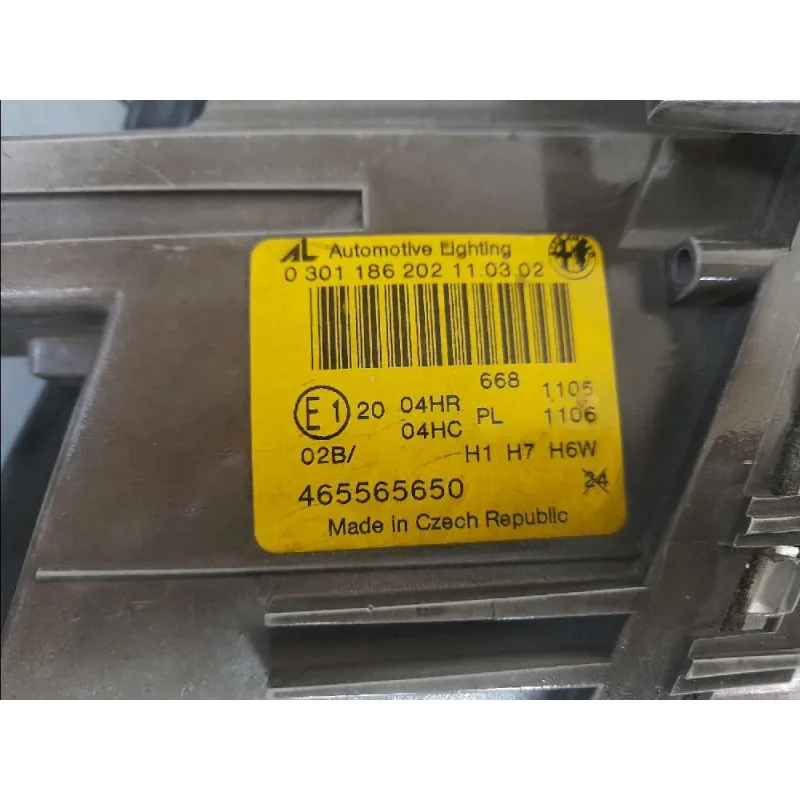 AL Automotive Lighting
0 301 186 202 11.03.02
668 1105
E1 20 04HR PL 1106
04HC
02B/ H1 H7 H6W
465565650 24
Made in Czech Republic